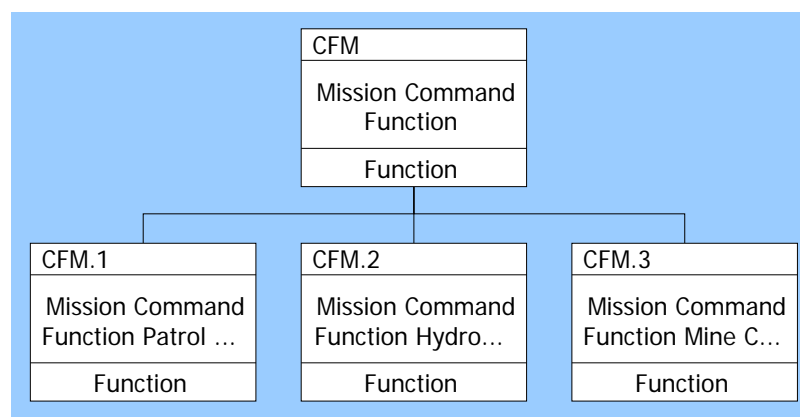 CFM
Mission Command
Function
Function
CFM.1
Mission Command
Function Patrol ...
Function
CFM.2
Mission Command
Function Hydro...
Function
CFM.3
Mission Command
Function Mine C...
Function